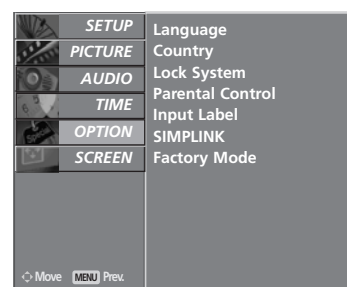 SETUP
PICTURE
AUDIO
TIME
OPTION
SCREEN
Language
Country
Lock System
Parental Control
Input Label
SIMPLINK
Factory Mode
Move MENU Prev.